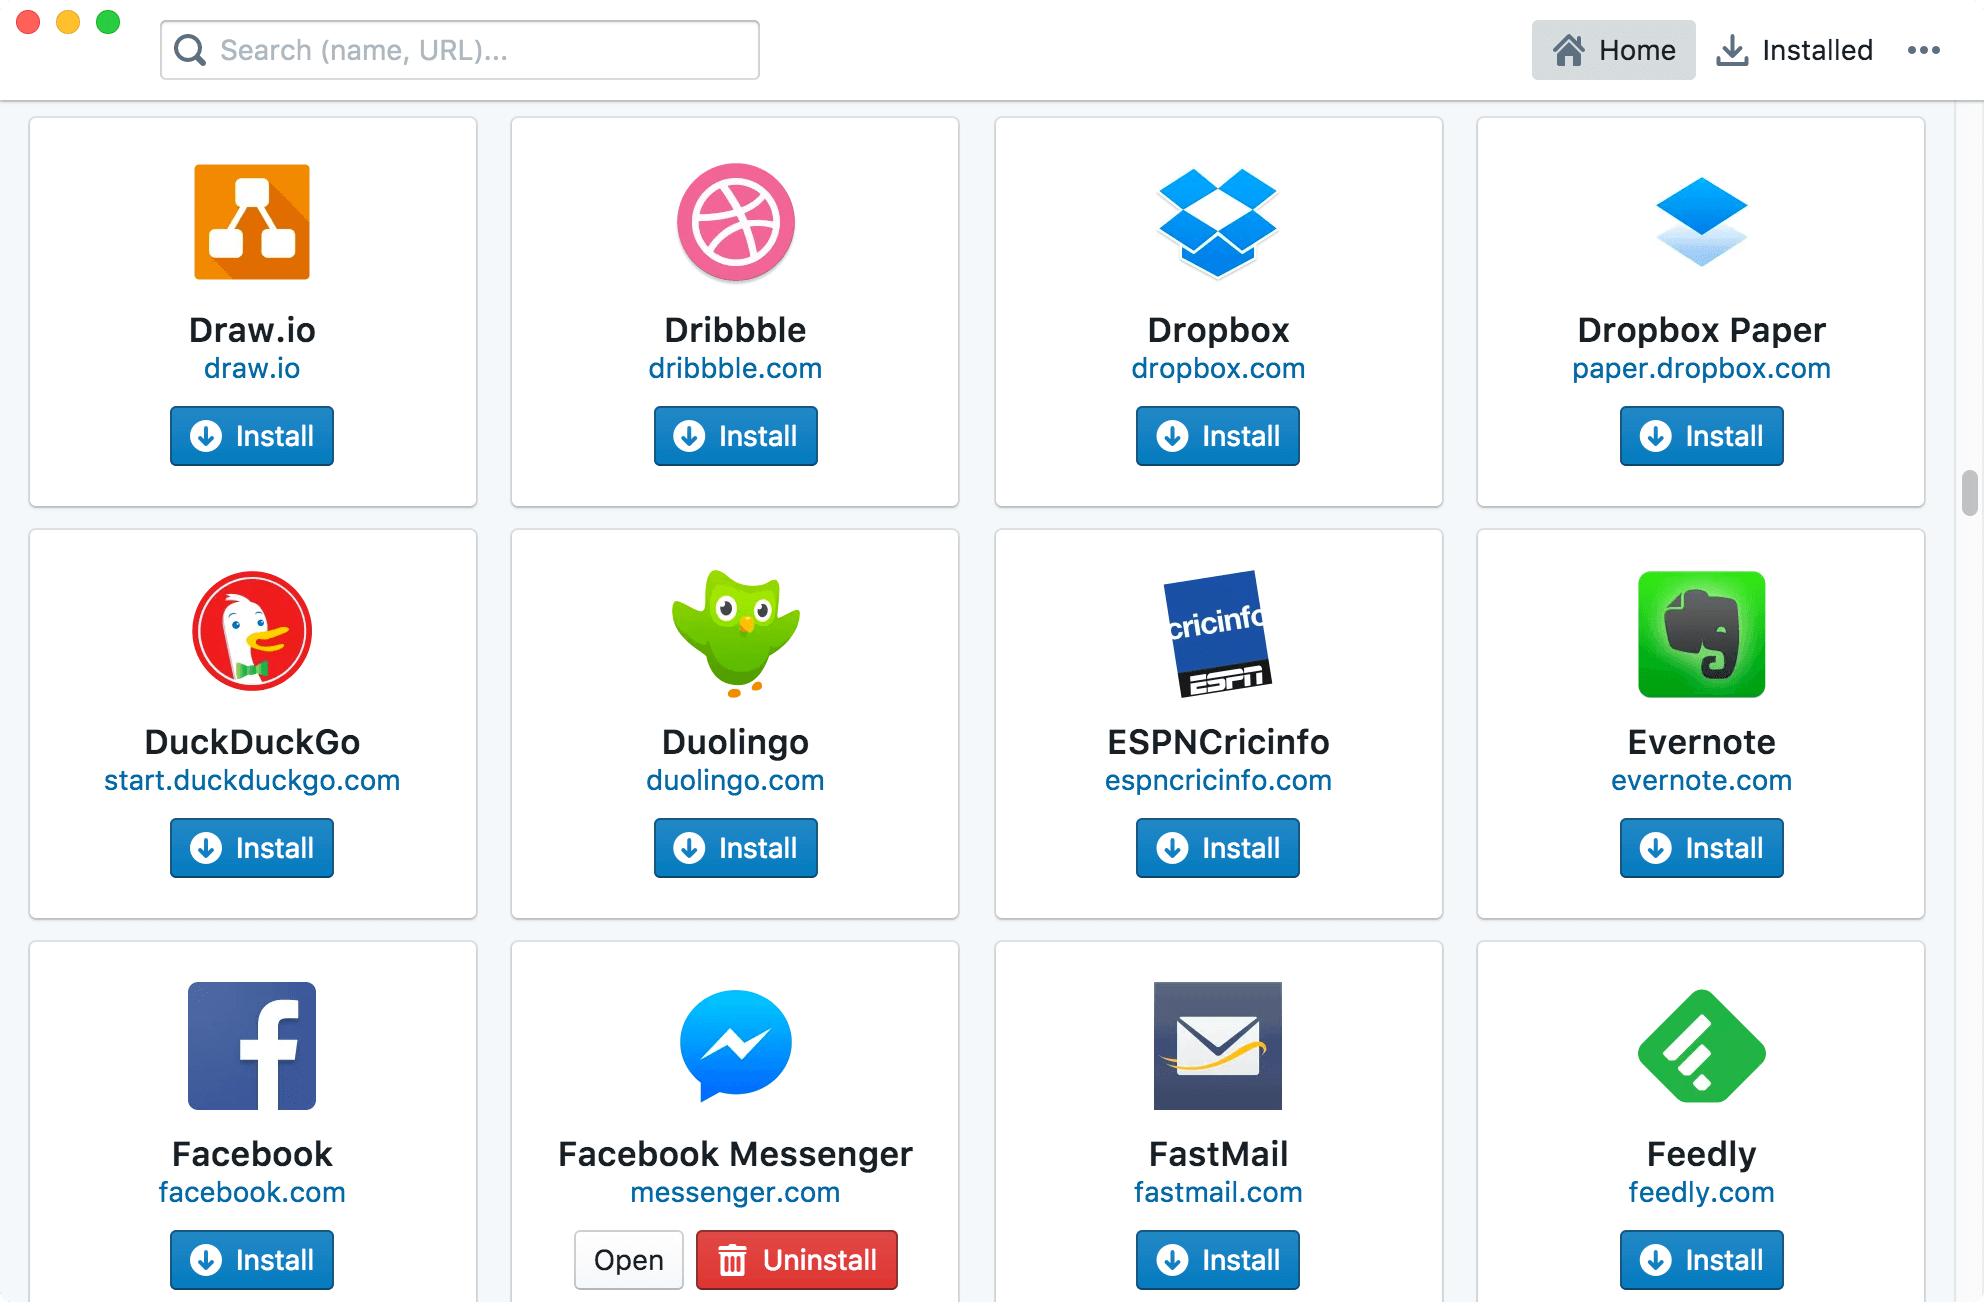 Search (name, URL)...
Home
Installed
Draw.io
draw.io
Install
Dribbble
dribbble.com
Install
Dropbox
dropbox.com
Install
Dropbox Paper
paper.dropbox.com
Install
DuckDuckGo
start.duckduckgo.com
Install
Duolingo
duolingo.com
Install
cricinfo
ESPN
ESPNCricinfo
espncricinfo.com
Install
Evernote
evernote.com
Install
Facebook
facebook.com
Install
Facebook Messenger
messenger.com
Open
Uninstall
FastMail
fastmail.com
Install
Feedly
feedly.com
Install